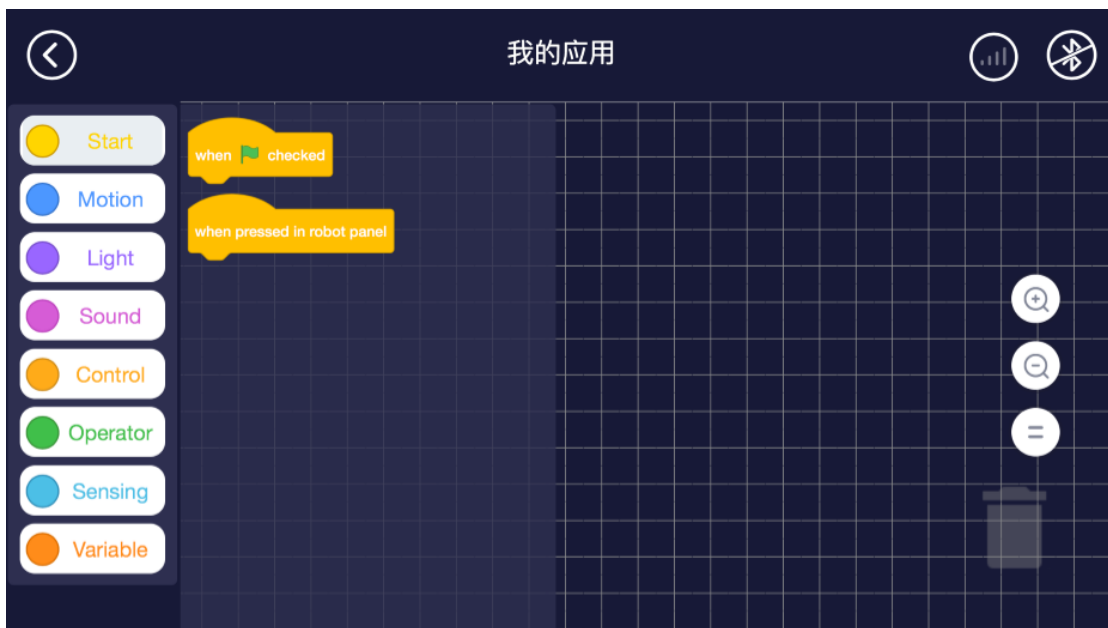 我的应用
Start
when checked
when pressed in robot panel
Motion
Light
Sound
Control
Operator
Sensing
Variable